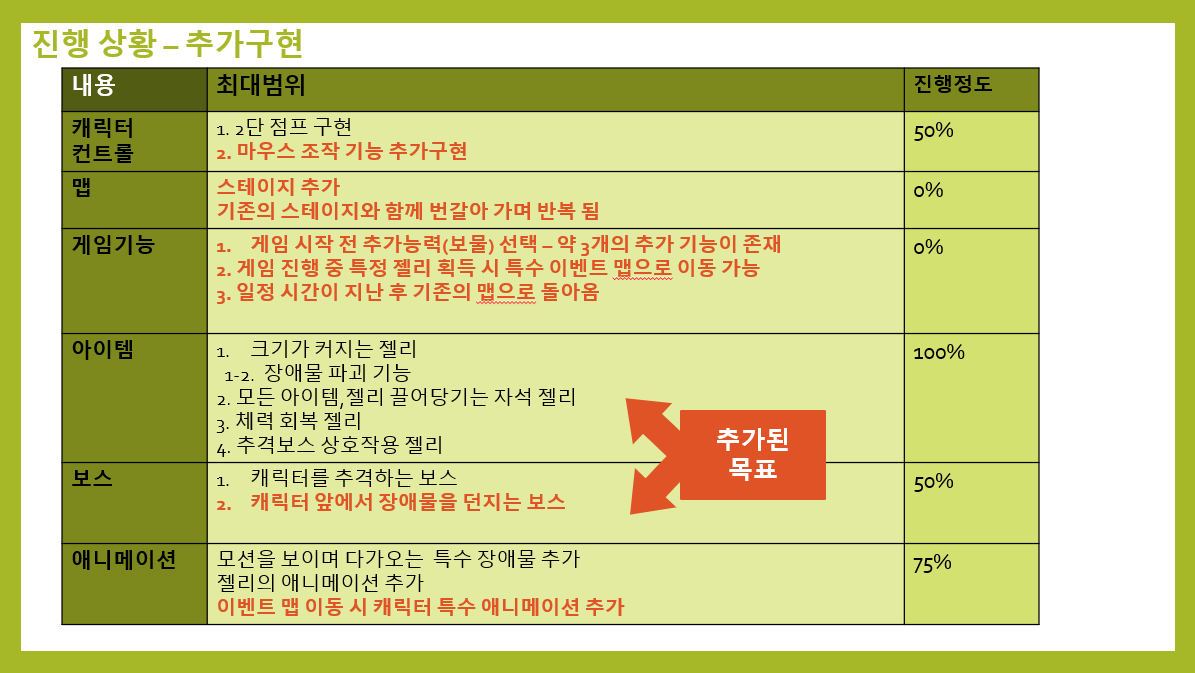 진행 상황 – 추가구현
내용
최대범위
진행정도
캐릭터
컨트롤
1. 2단 점프 구현
2. 마우스 조작 기능 추가구현
50%
맵
스테이지 추가
기존의 스테이지와 함께 번갈아 가며 반복 됨
0%
게임기능
1. 게임 시작 전 추가능력(보물) 선택 – 약 3개의 추가 기능이 존재
2. 게임 진행 중 특정 젤리 획득 시 특수 이벤트 맵으로 이동 가능
3. 일정 시간이 지난 후 기존의 맵으로 돌아옴
0%
아이템
1. 크기가 커지는 젤리
1-2. 장애물 파괴 기능
2. 모든 아이템,젤리 끌어당기는 자석 젤리
3. 체력 회복 젤리
4. 추격보스 상호작용 젤리
100%
추가된
목표
보스
1. 캐릭터를 추격하는 보스
2. 캐릭터 앞에서 장애물을 던지는 보스
50%
애니메이션
모션을 보이며 다가오는 특수 장애물 추가
젤리의 애니메이션 추가
이벤트 맵 이동 시 캐릭터 특수 애니메이션 추가
75%